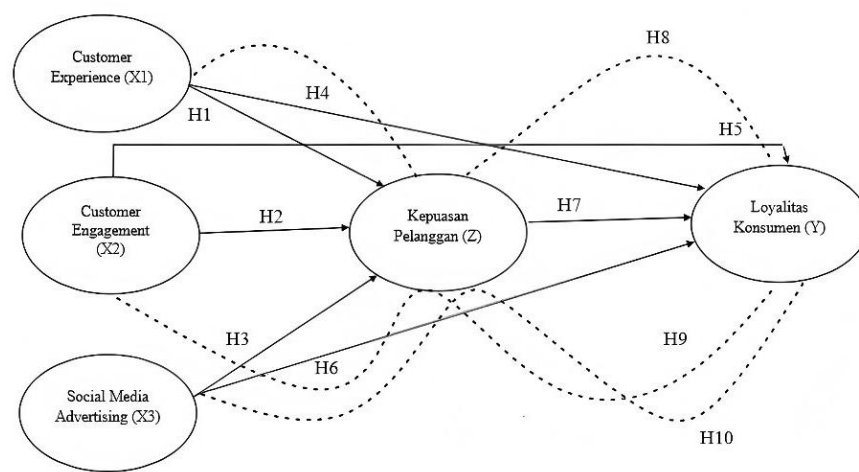 Customer
Experience (X1)
H8
H4
H1
H5
Customer
Engagement
(X2)
H2
Kepuasan
Pelanggan (Z)
H7
Loyalitas
Konsumen (Y)
H3
H6
H9
Social Media
Advertising (X3)
H10